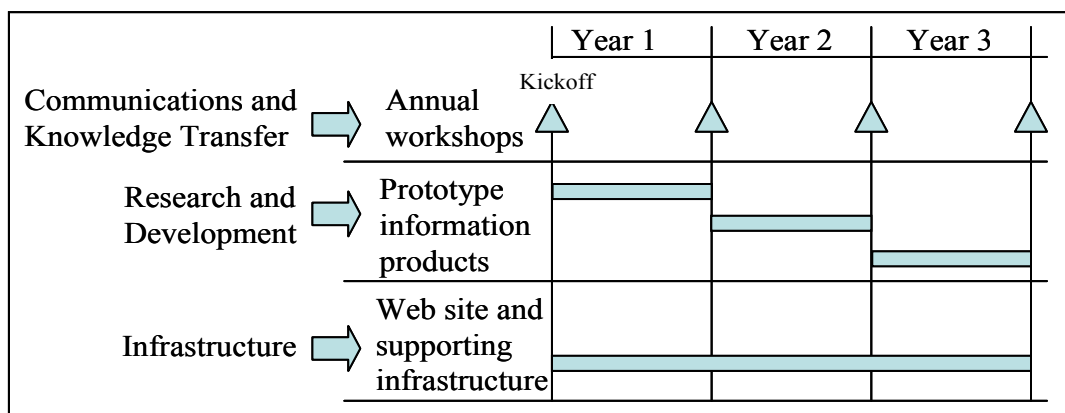 Year 1 Year 2 Year 3
Kickoff
Communications and
Knowledge Transfer
Annual
workshops
Research and
Development
Prototype
information
products
Infrastructure
Web site and
supporting
infrastructure